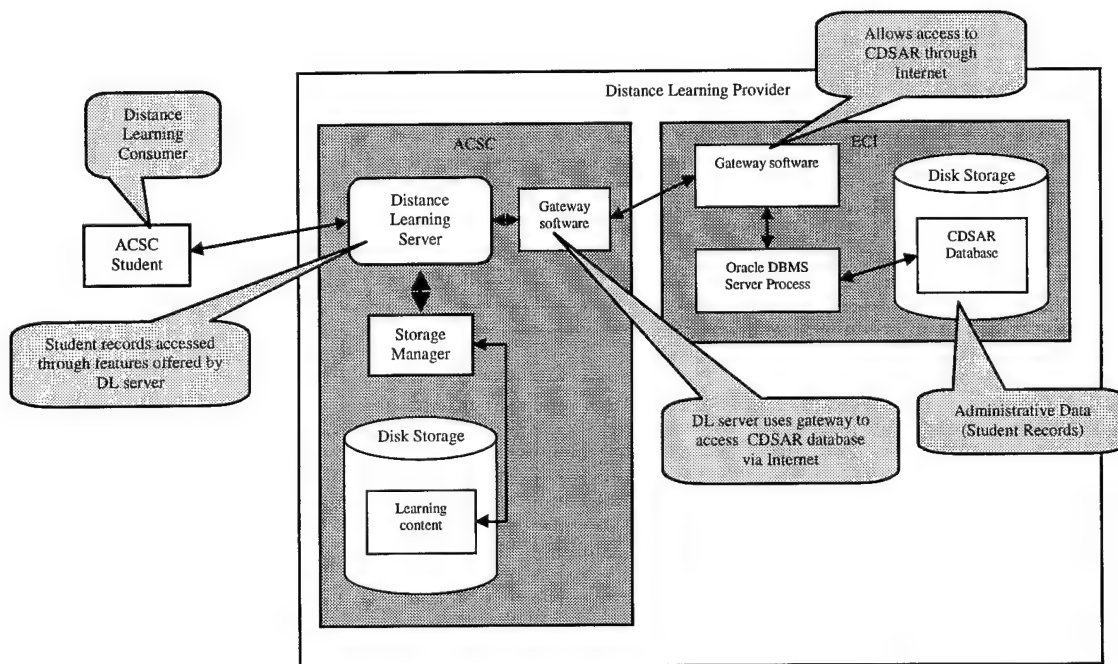 Allows access to
CDSAR through
Internet
Distance Learning Provider
Distance
Learning
Consumer
ACSC
ECI
Distance
Learning
Server
Gateway
software
Gateway software
Disk Storage
CDSAR
Database
ACSC
Student
Oracle DBMS
Server Process
Student records accessed
through features offered by
DL server
Storage
Manager
DL server uses gateway to
access CDSAR database
via Internet
Administrative Data
(Student Records)
Disk Storage
Learning
content